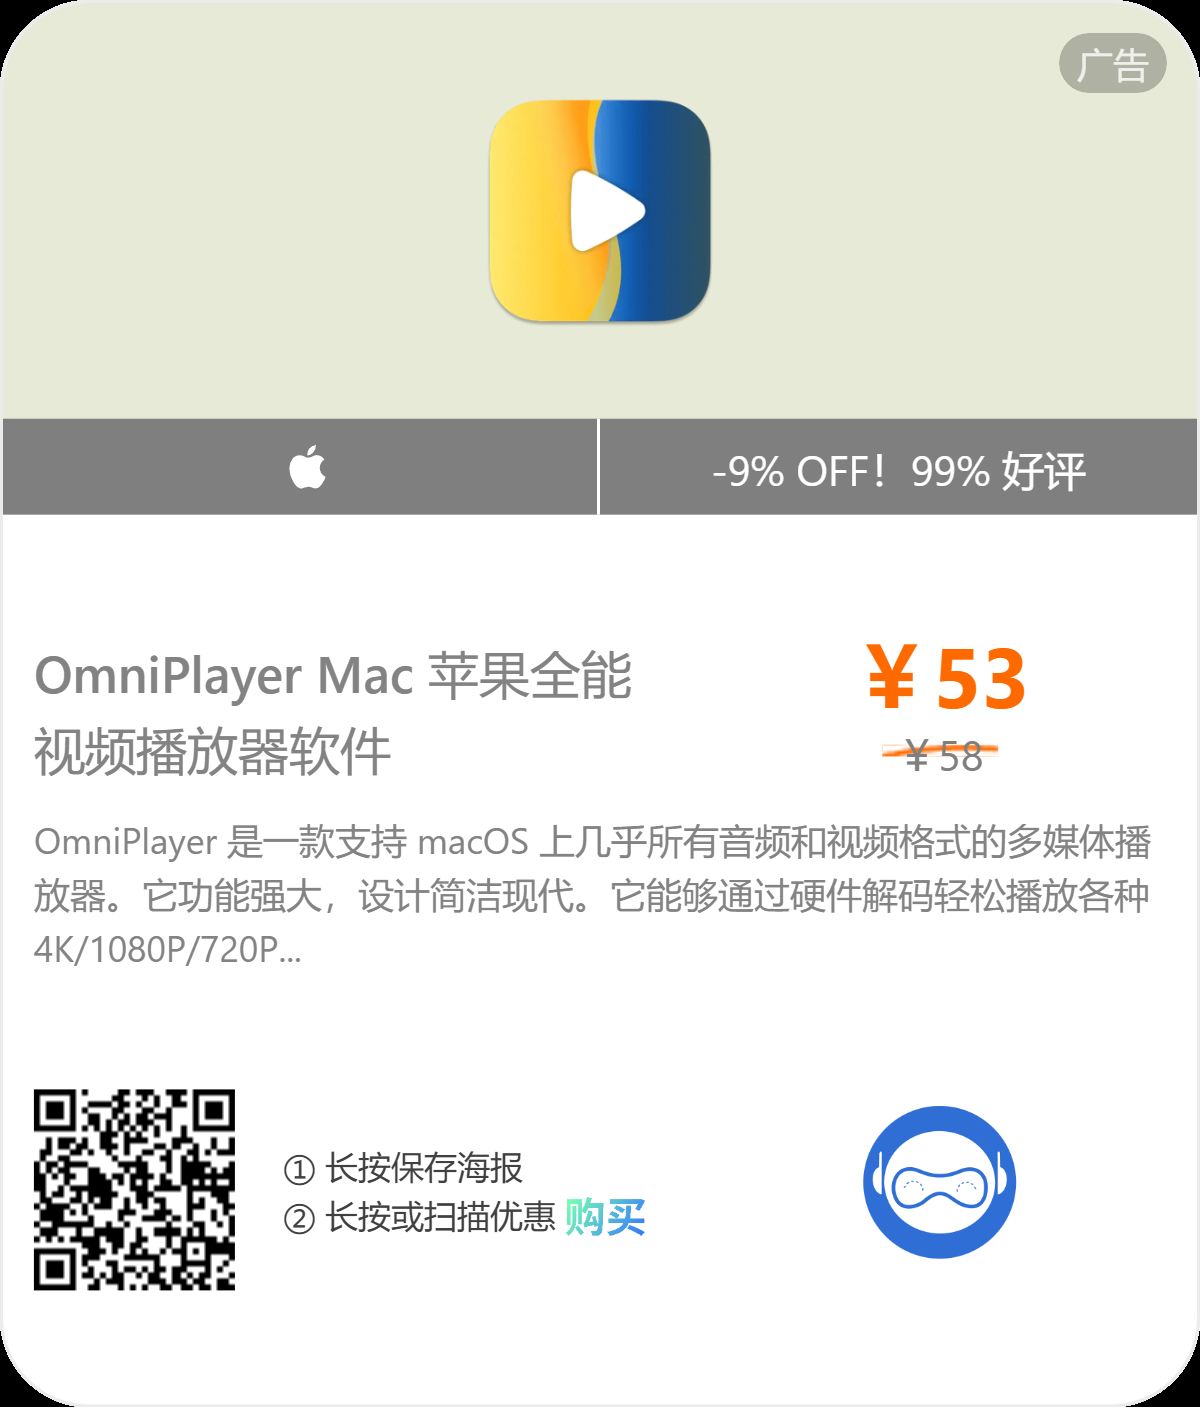 广告
-9% OFF！99% 好评
OmniPlayer Mac 苹果全能
视频播放器软件
￥53
￥58
OmniPlayer 是一款支持 macOS 上几乎所有音频和视频格式的多媒体播
放器。它功能强大，设计简洁现代。它能够通过硬件解码轻松播放各种
4K/1080P/720P...
① 长按保存海报
② 长按或扫描优惠 购买